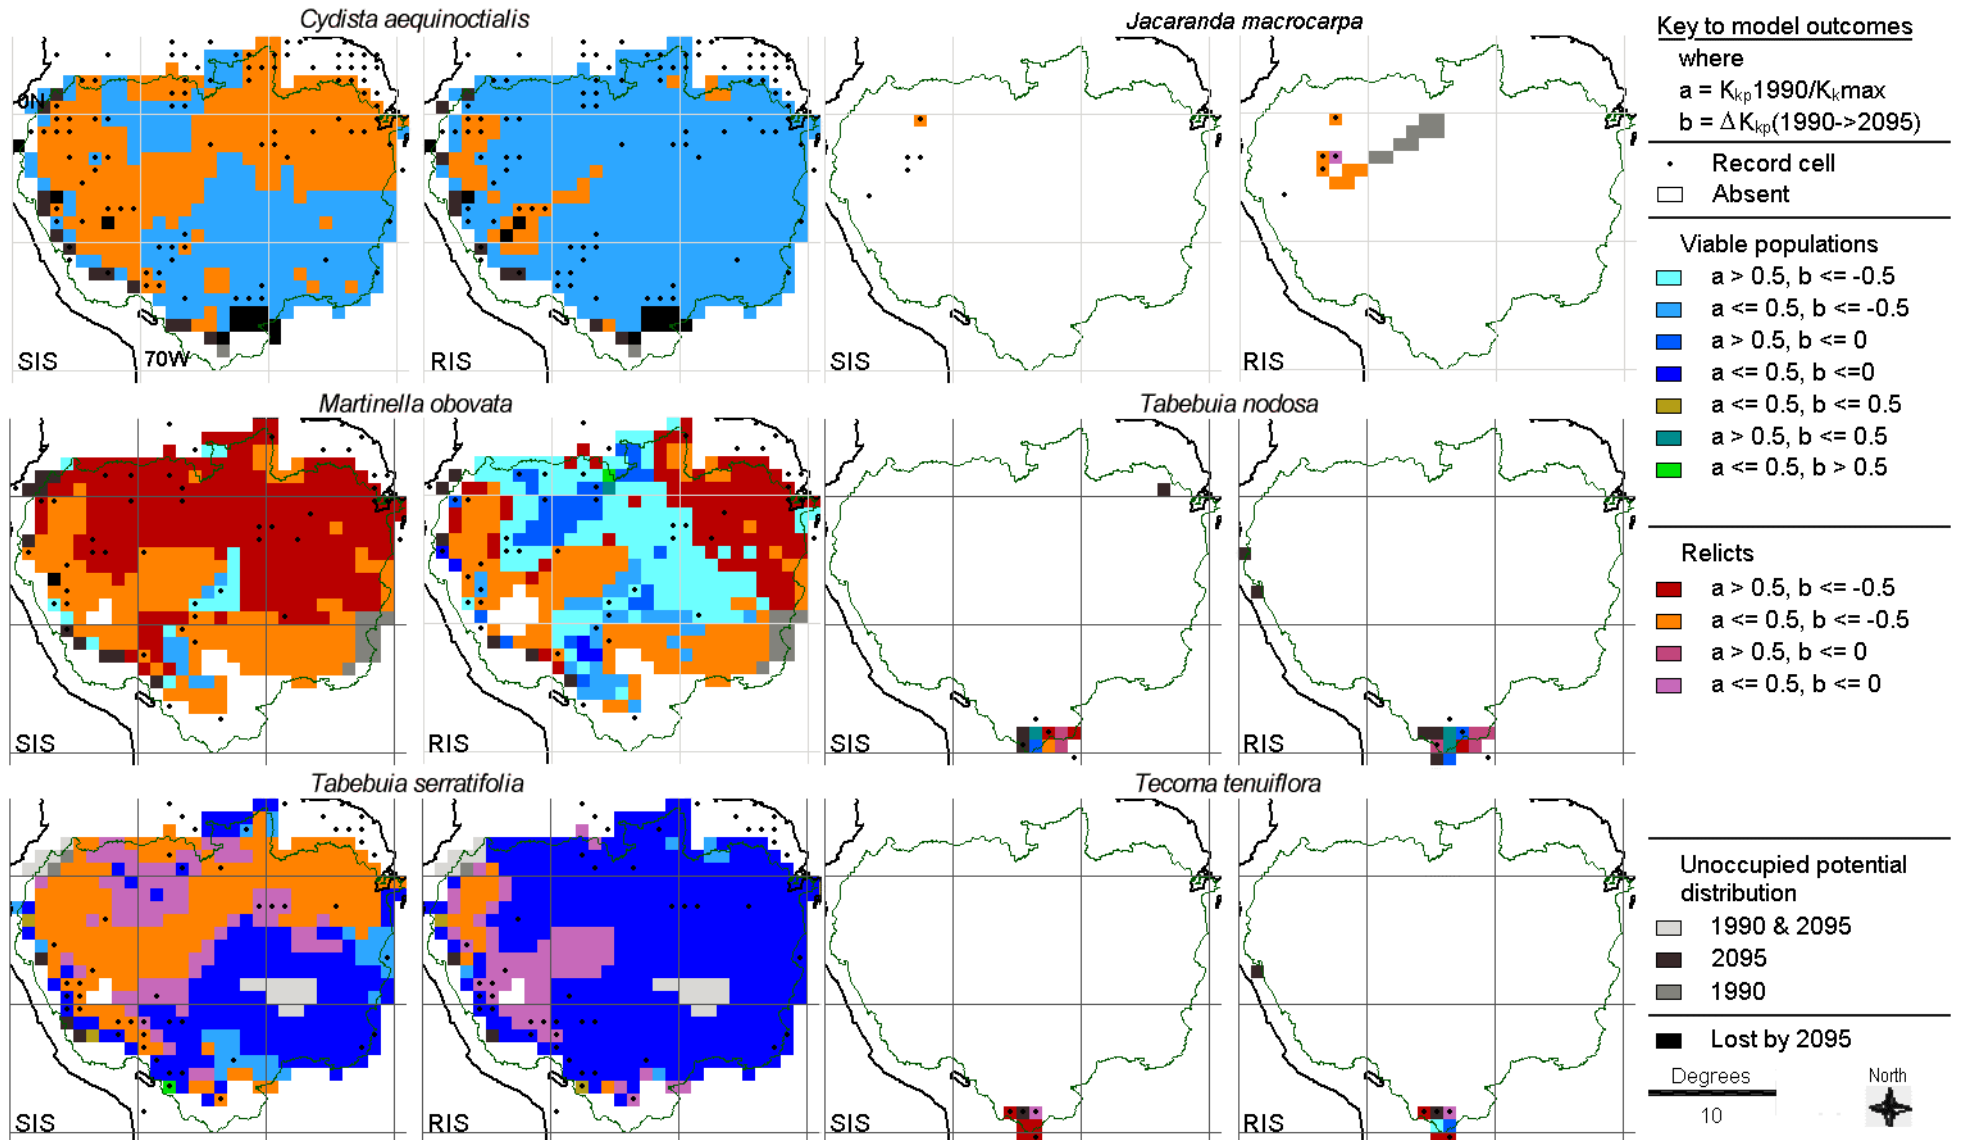 Cydista aequinoctialis
Jacaranda macrocarpa
0N
70W
SIS
RIS
SIS
RIS
Martinella obovata
Tabebuia nodosa
SIS
RIS
SIS
RIS
Tabebuia serratifolia
Tecoma tenuiflora
SIS
RIS
SIS
RIS
Key to model outcomes
where
a = Kkp1990/Kkmax
b = ΔKkp(1990->2095)
Record cell
Absent
Viable populations
a > 0.5, b <= -0.5
a <= 0.5, b <= -0.5
a > 0.5, b <= 0
a <= 0.5, b <=0
a <= 0.5, b <= 0.5
a > 0.5, b <= 0.5
a <= 0.5, b > 0.5
Relicts
a > 0.5, b <= -0.5
a <= 0.5, b <= -0.5
a > 0.5, b <= 0
a <= 0.5, b <= 0
Unoccupied potential
distribution
1990 & 2095
2095
1990
Lost by 2095
Degrees
10
North